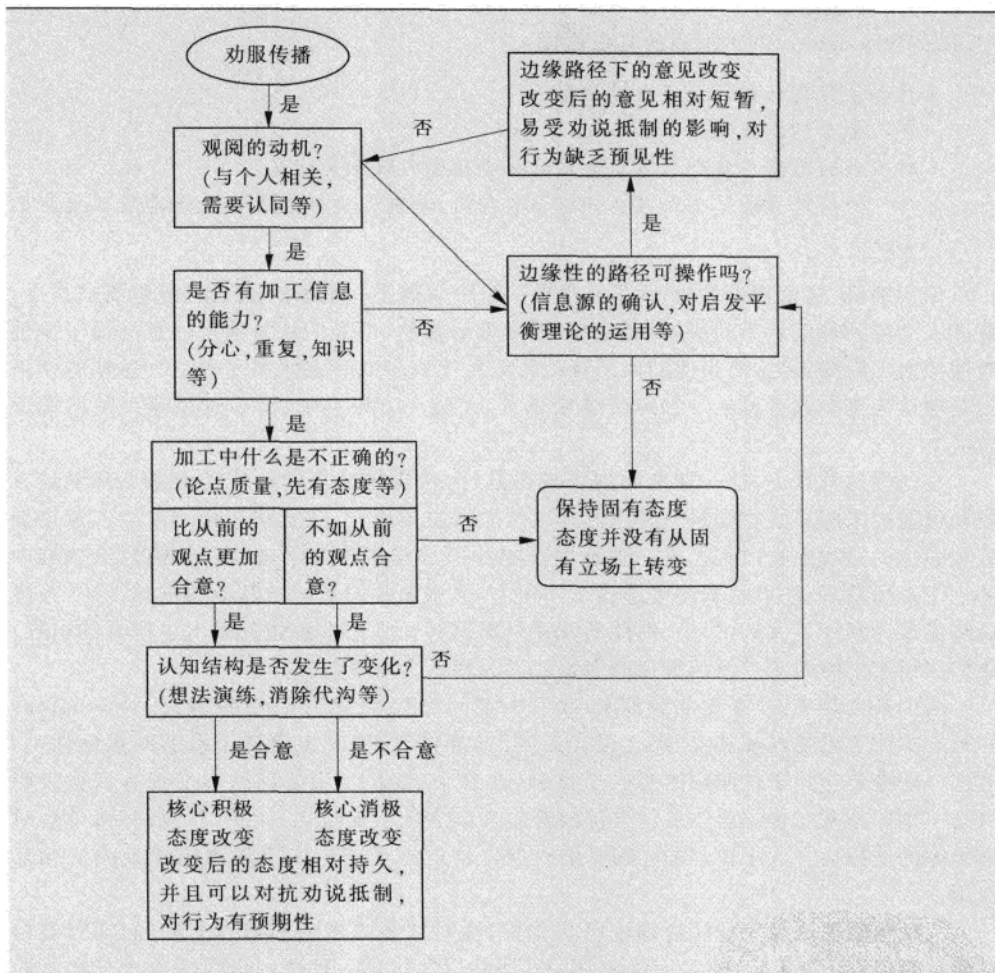 劝服传播
是
观阅的动机？
(与个人相关，
需要认同等)
否
边缘路径下的意见改变
改变后的意见相对短暂，
易受劝说抵制的影响，对
行为缺乏预见性
是
是
是否有加工信息
的能力？
(分心，重复，知识
等)
否
边缘性的路径可操作吗？
(信息源的确认，对启发平
衡理论的运用等)
是
否
加工中什么是不正确的？
(论点质量，先有态度等)
比从前的
观点更加
合意？
不如从前
的观点合
意？
否
保持固有态度
态度并没有从固
有立场上转变
是
是
认知结构是否发生了变化？
(想法演练，消除代沟等)
否
是合意
是不合意
核心积极
态度改变
核心消极
态度改变
改变后的态度相对持久，
并且可以对抗劝说抵制，
对行为有预期性